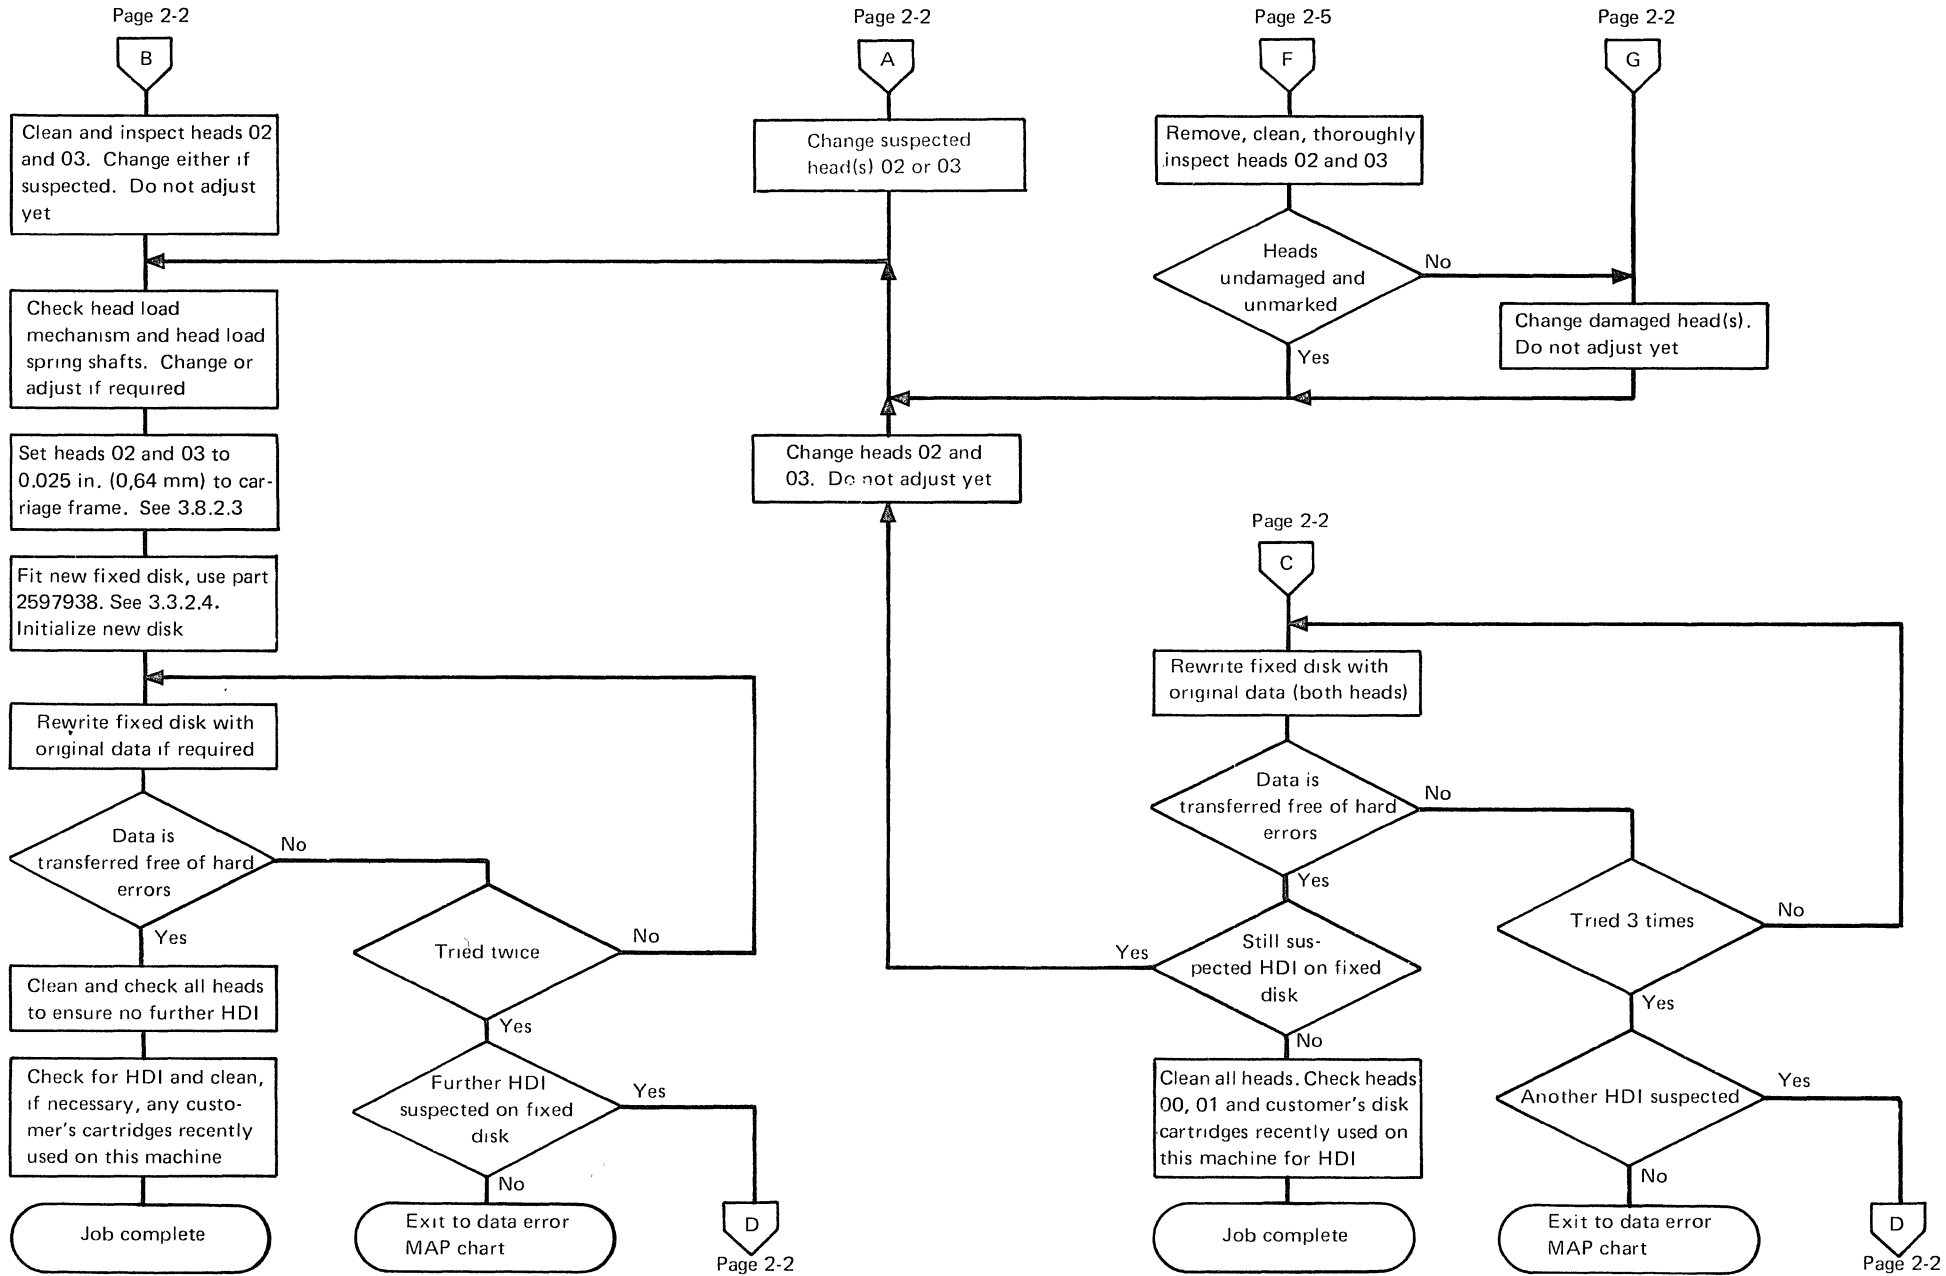 Page 2-2
B
Clean and inspect heads 02
and 03. Change either if
suspected. Do not adjust
yet
Check head load
mechanism and head load
spring shafts. Change or
adjust if required
Set heads 02 and 03 to
0.025 in. (0,64 mm) to car-
riage frame. See 3.8.2.3
Fit new fixed disk, use part
2597938. See 3.3.2.4.
Initialize new disk
Rewrite fixed disk with
original data if required
Data is
transferred free of hard
errors
No
Yes
Clean and check all heads
to ensure no further HDI
Check for HDI and clean,
if necessary, any custo-
mer's cartridges recently
used on this machine
Job complete
Tried twice
No
Yes
Further HDI
suspected on fixed
disk
Yes
No
Exit to data error
MAP chart
D
Page 2-2
Page 2-2
A
Change suspected
head(s) 02 or 03
Change heads 02 and
03. Do not adjust yet
Page 2-5
F
Remove, clean, thoroughly
inspect heads 02 and 03
Heads
undamaged and
unmarked
No
Yes
Page 2-2
G
Change damaged head(s).
Do not adjust yet
Page 2-2
C
Rewrite fixed disk with
original data (both heads)
Data is
transferred free of hard
errors
No
Yes
Still sus-
pected HDI on fixed
disk
Yes
No
Clean all heads. Check heads
00, 01 and customer's disk
cartridges recently used on
this machine for HDI
Job complete
Tried 3 times
No
Yes
Another HDI suspected
Yes
No
Exit to data error
MAP chart
D
Page 2-2